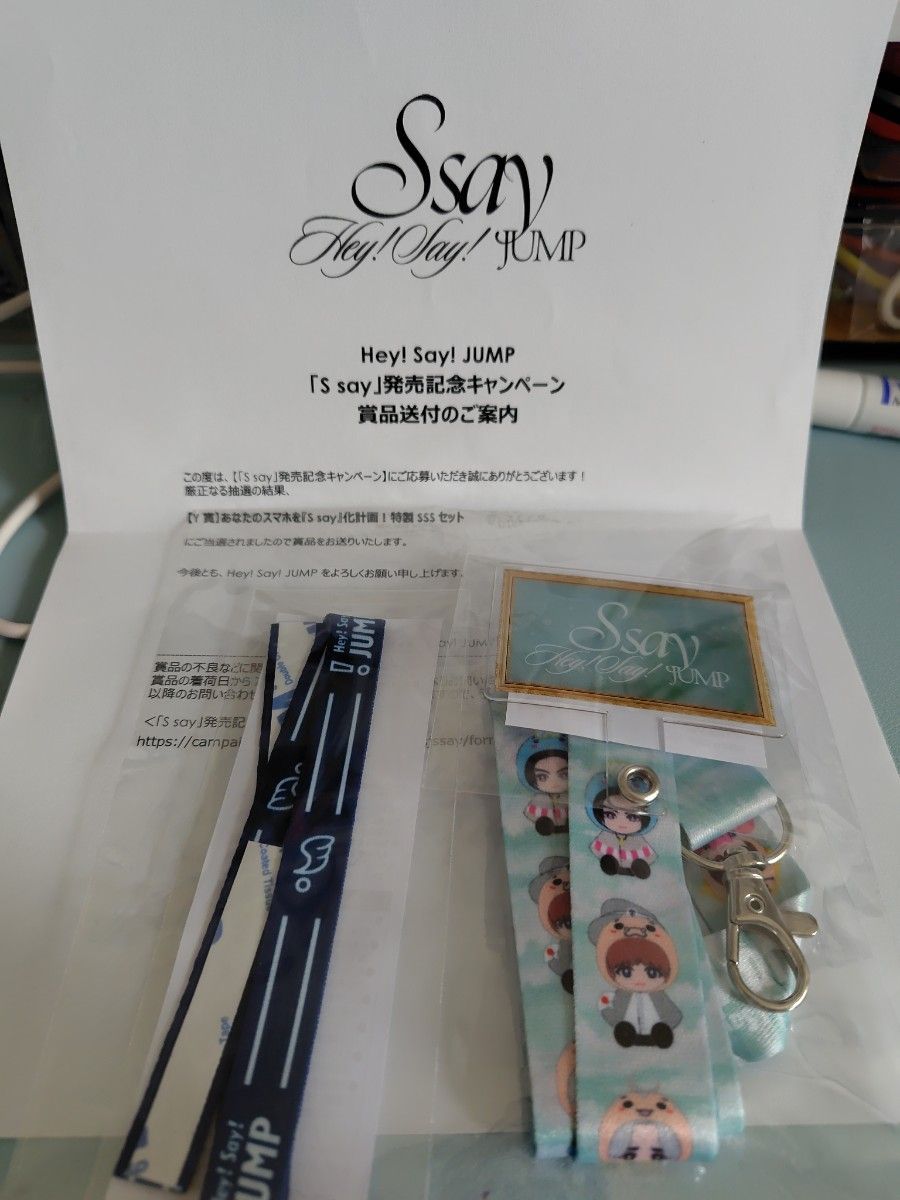 Ssay
Hey! Say! JUMP
Hey! Say! JUMP
「S say」発売記念キャンペーン
賞品送付のご案内
この度は、【「S say」発売記念キャンペーン】にご応募いただき誠にありがとうございます！
厳正なる抽選の結果、
【Y 賞】あなたのスマホを『S say』化計画！特製 SSS セット
にご当選されましたので賞品をお送りいたします。
今後とも、Hey! Say! JUMP をよろしくお願い申し上げます。
賞品の不良などに関
賞品の着荷日から
以降のお問い合わせ
<「S say」発売記
https://campai
ssay/for
Ssay
Hey! Say! JUMP
Hey! Say!
JUMP
coated Tissue
Tape
Hey! Say!
JUMP